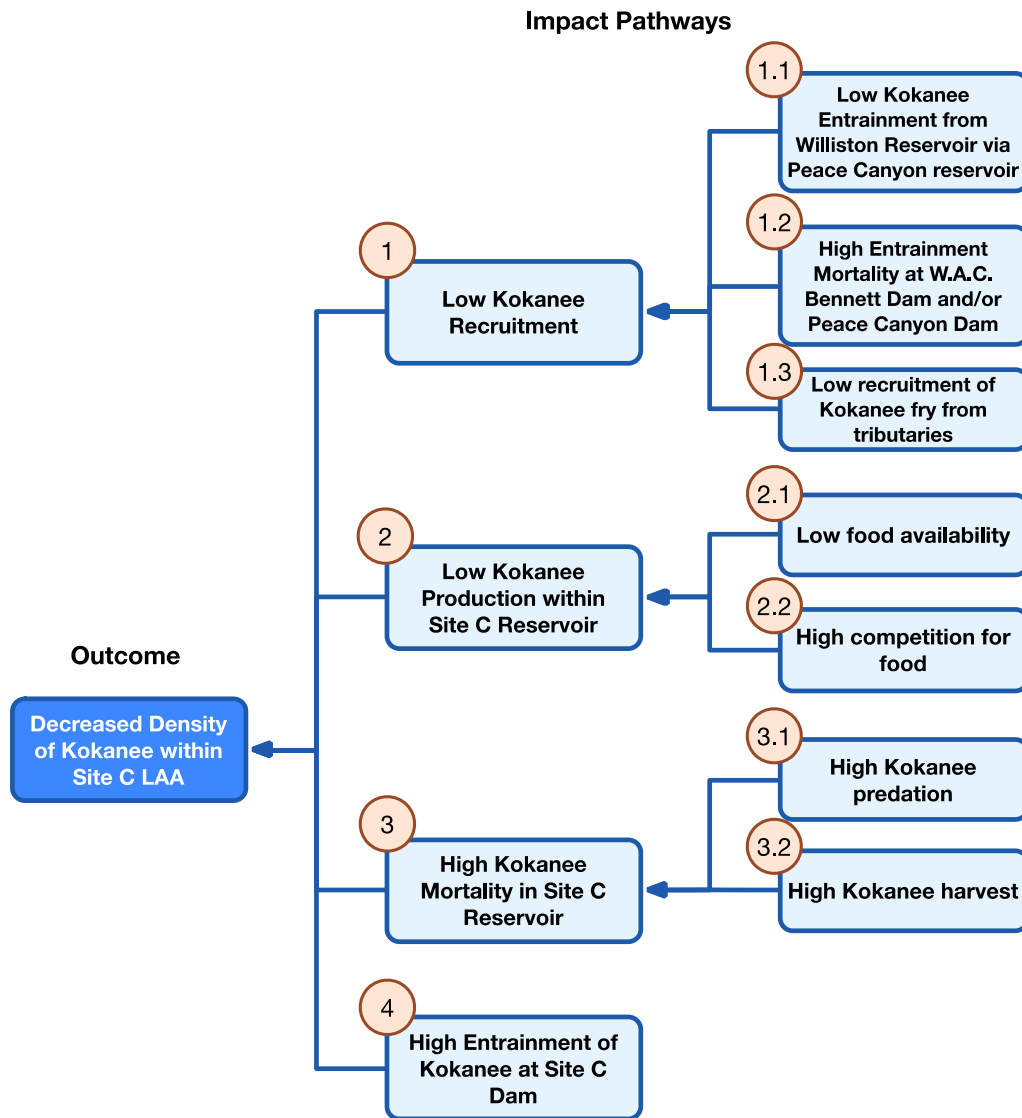 Impact Pathways
1.1
Low Kokanee
Entrainment from
Williston Reservoir via
Peace Canyon reservoir
1.2
High Entrainment
Mortality at W.A.C.
Bennett Dam and/or
Peace Canyon Dam
1
Low Kokanee
Recruitment
1.3
Low recruitment of
Kokanee fry from
tributaries
2.1
Low food availability
2
Low Kokanee
Production within
Site C Reservoir
2.2
High competition for
food
Outcome
Decreased Density
of Kokanee within
Site C LAA
3.1
High Kokanee
predation
3
High Kokanee
Mortality in Site C
Reservoir
3.2
High Kokanee harvest
4
High Entrainment of
Kokanee at Site C
Dam